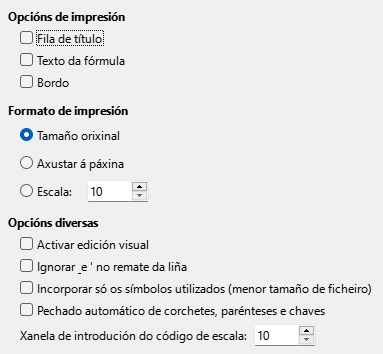 Opcións de impresión
Fila de título
Texto da fórmula
Bordo
Formato de impresión
Tamaño orixinal
Axustar á páxina
Escala: 10
Opcións diversas
Activar edición visual
Ignorar ͟ e ' no remate da liña
Incorporar só os símbolos utilizados (menor tamaño de ficheiro)
Pechado automático de corchetes, parénteses e chaves
Xanela de introdución do código de escala: 10